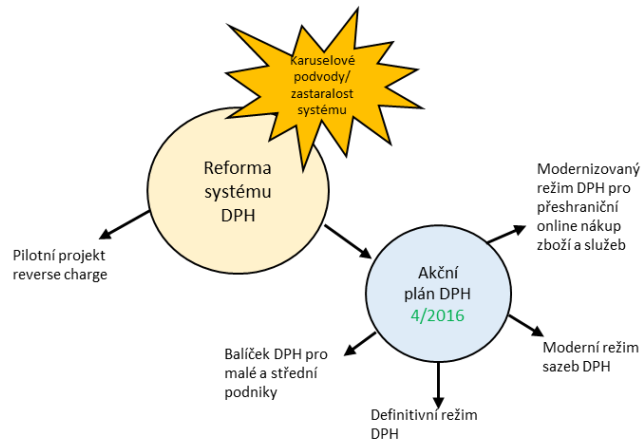 Karuselové
podvody/
zastaralost
systému
Reforma
systému
DPH
Pilotní projekt
reverse charge
Akční
plán DPH
4/2016
Modernizovaný
režim DPH pro
přeshraniční
online nákup
zboží a služeb
Moderní režim
sazeb DPH
Balíček DPH pro
malé a střední
podniky
Definitivní režim
DPH